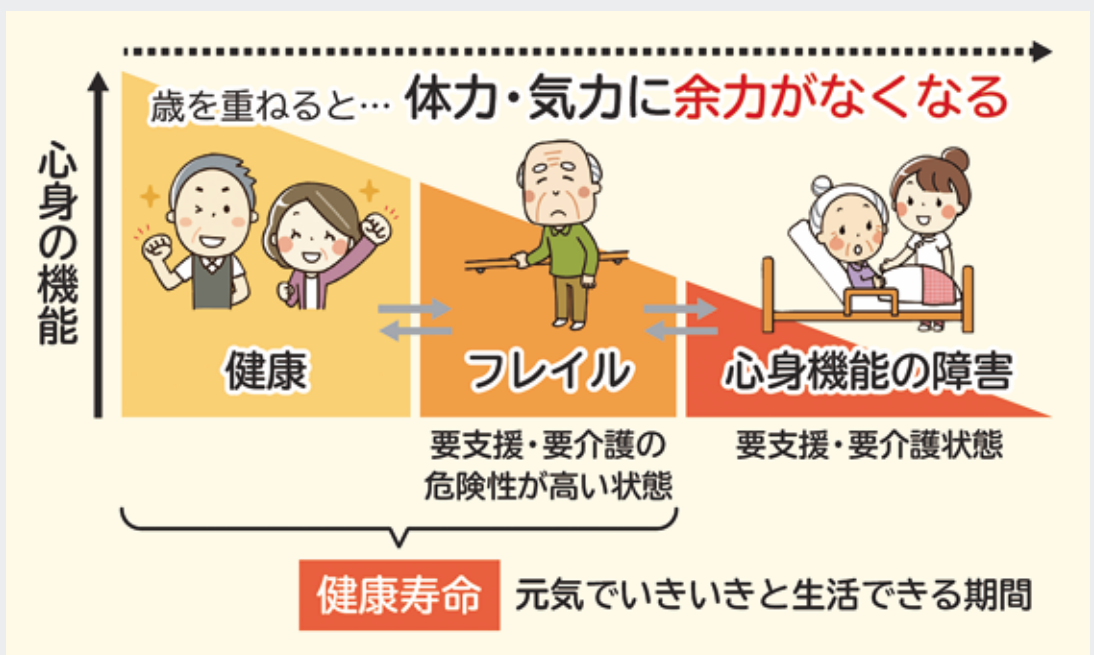 歳を重ねると… 体力・気力に余力がなくなる
心身の機能
健康
フレイル
心身機能の障害
要支援・要介護の
危険性が高い状態
要支援・要介護状態
健康寿命 元気でいきいきと生活できる期間